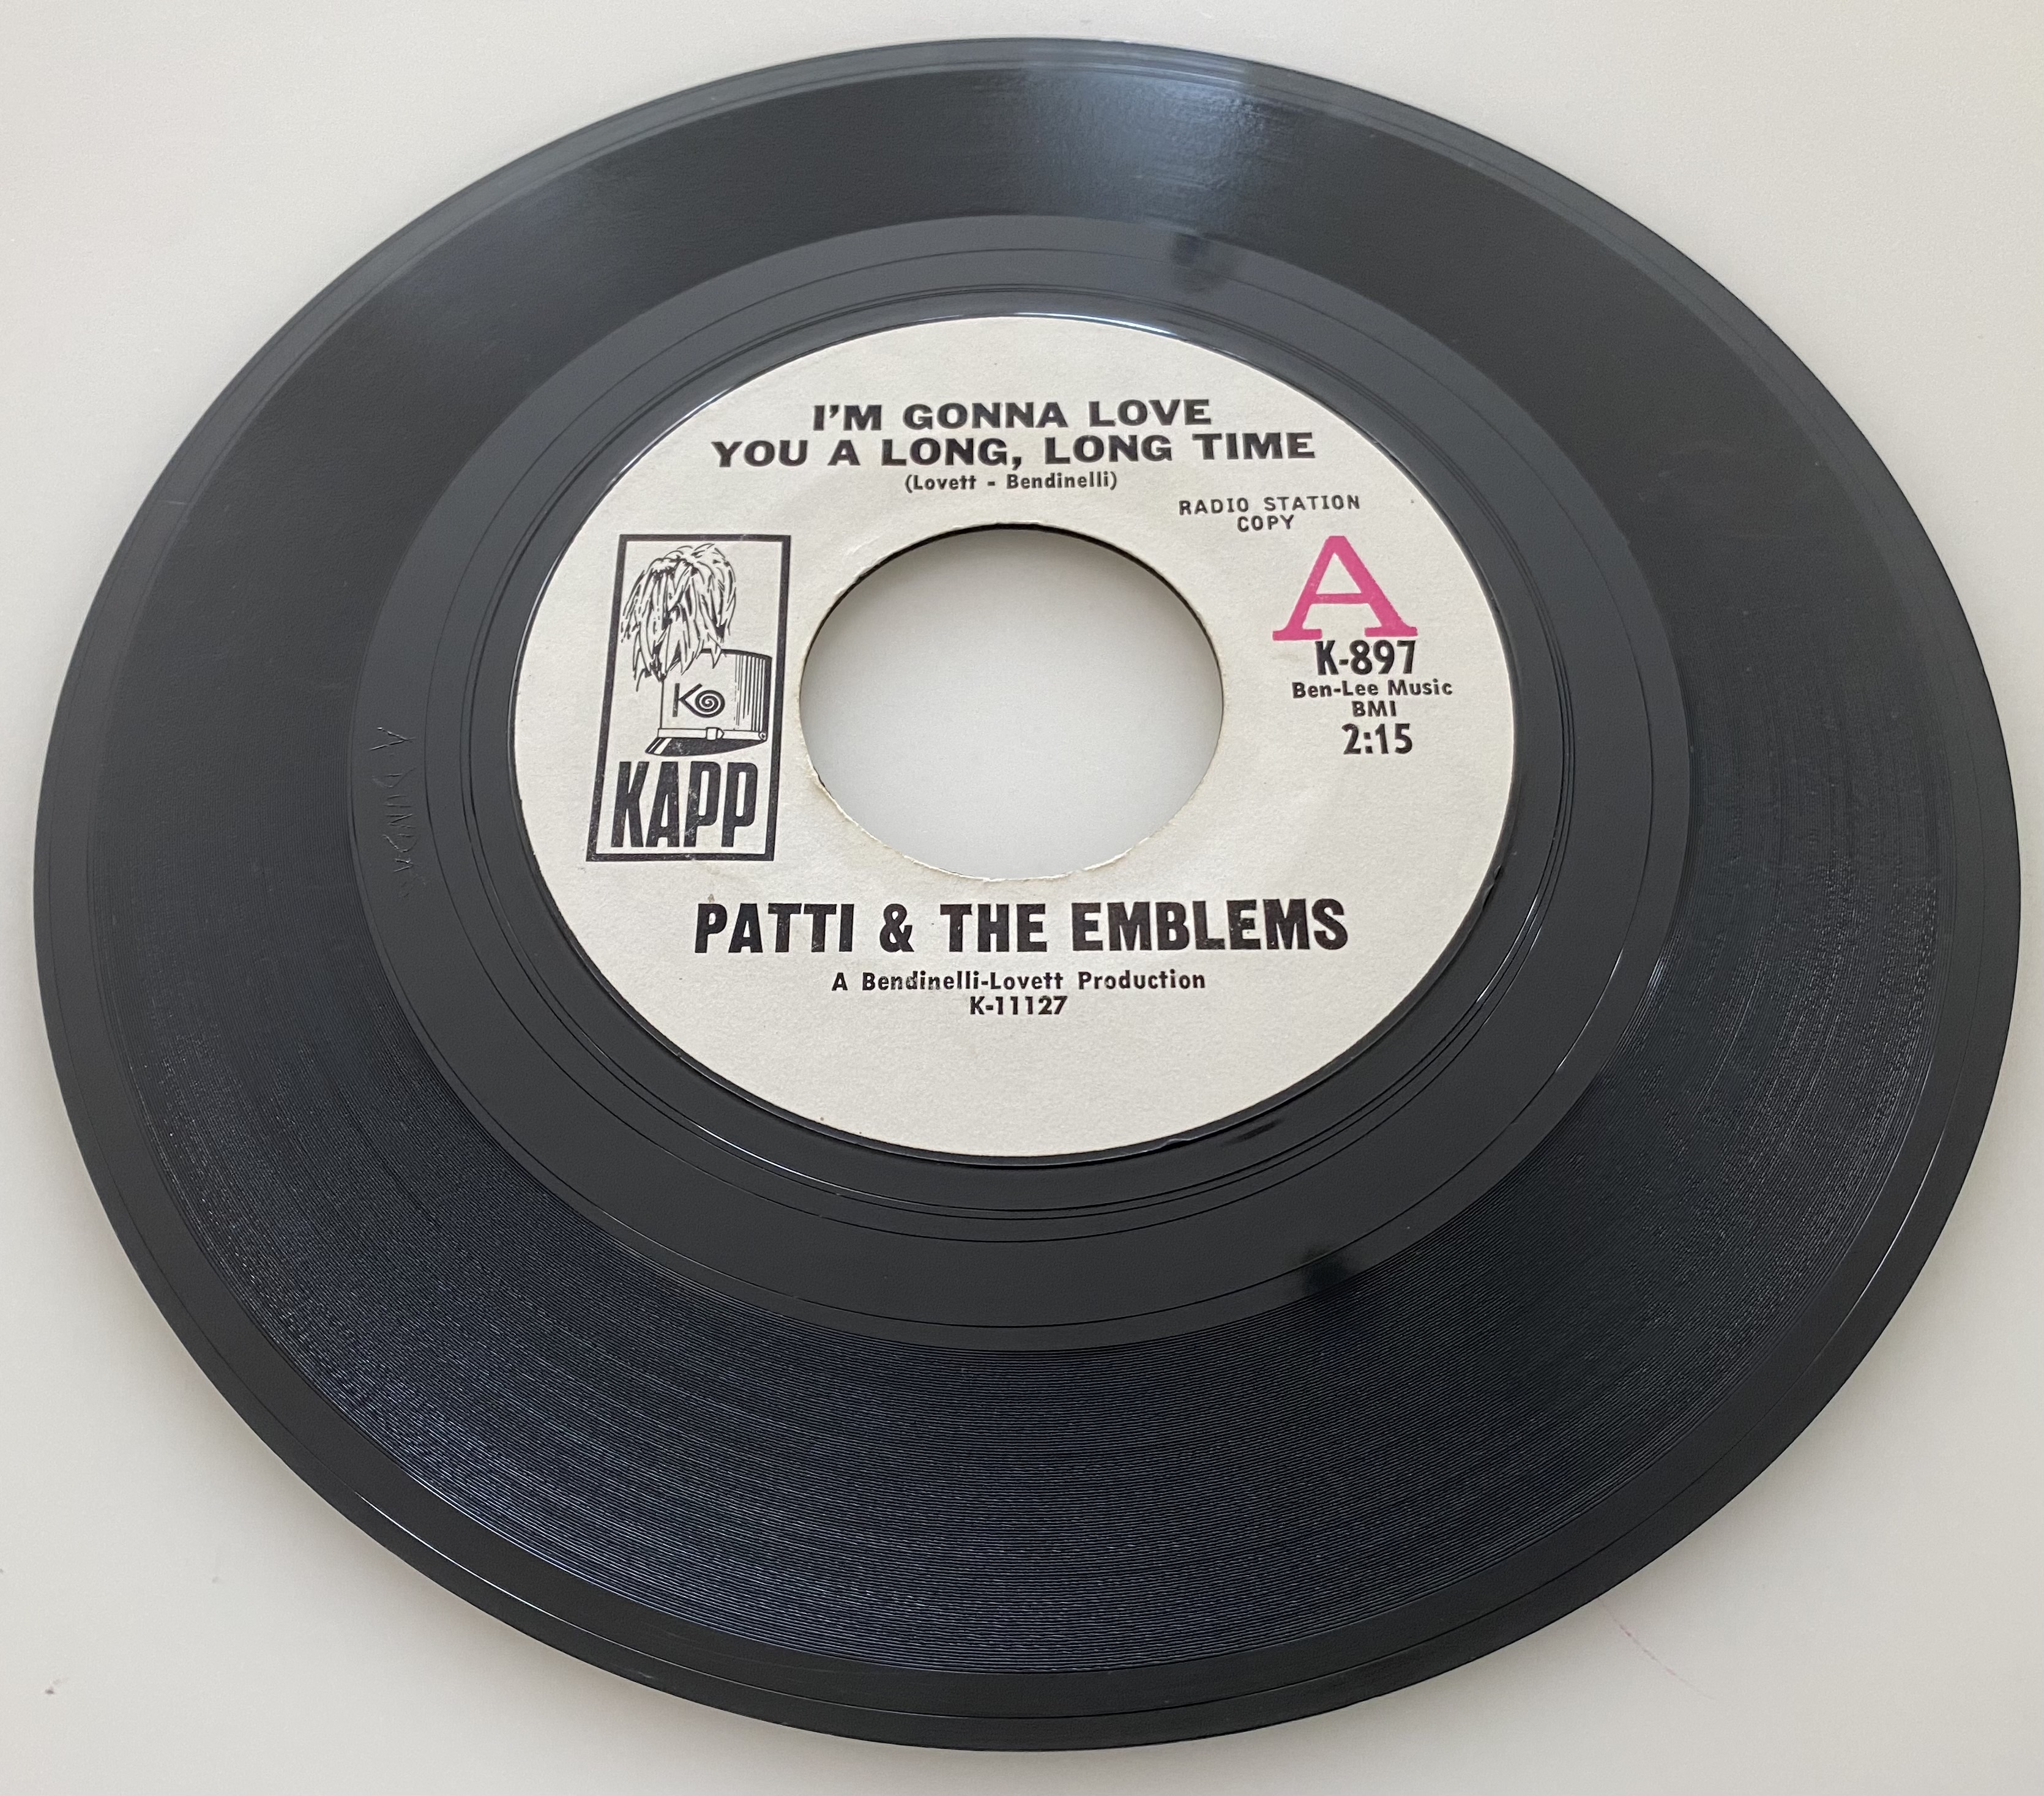 I'M GONNA LOVE
YOU A LONG, LONG TIME
(Lovett - Bendinelli)
RADIO STATION
COPY
A
K-897
Ben-Lee Music
BMI
2:15
K
KAPP
PATTI & THE EMBLEMS
A Bendinelli-Lovett Production
K-11127